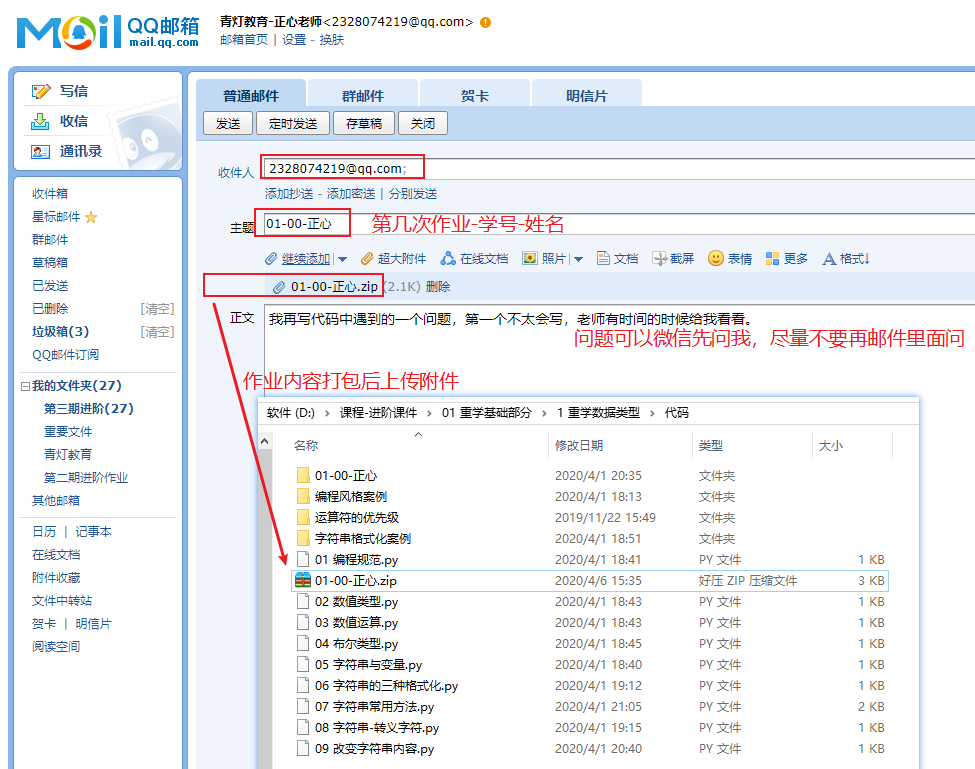 Mail QQ邮箱
mail.qq.com
青灯教育-正心老师<2328074219@qq.com>
邮箱首页 | 设置 - 换肤
写信
收信
通讯录
收件箱
星标邮件
群邮件
草稿箱
已发送
已删除 [清空]
垃圾箱(3) [清空]
QQ邮件订阅
我的文件夹(27)
第三期进阶(27)
重要文件
青灯教育
第二期进阶作业
其他邮箱
日历 | 记事本
在线文档
附件收藏
文件中转站
贺卡 | 明信片
阅读空间
普通邮件 群邮件 贺卡 明信片
发送 定时发送 存草稿 关闭
收件人 2328074219@qq.com;
添加抄送 - 添加密送 | 分别发送
主题 01-00-正心 第几次作业-学号-姓名
继续添加 | 超大附件 在线文档 照片 | 文档 截屏 表情 更多 格式↓
01-00-正心.zip (2.1K) 删除
正文 我再写代码中遇到的一个问题，第一个不太会写，老师有时间的时候给我看看。
问题可以微信先问我，尽量不要再邮件里面问
作业内容打包后上传附件
软件 (D:) › 课程-进阶课件 › 01 重学基础部分 › 1 重学数据类型 › 代码
名称 修改日期 类型 大小
01-00-正心 2020/4/1 20:35 文件夹
编程风格案例 2020/4/1 18:13 文件夹
运算符的优先级 2019/11/22 15:49 文件夹
字符串格式化案例 2020/4/1 18:51 文件夹
01 编程规范.py 2020/4/1 18:41 PY 文件 1 KB
01-00-正心.zip 2020/4/6 15:35 好压 ZIP 压缩文件 3 KB
02 数值类型.py 2020/4/1 18:43 PY 文件 1 KB
03 数值运算.py 2020/4/1 18:43 PY 文件 1 KB
04 布尔类型.py 2020/4/1 18:45 PY 文件 1 KB
05 字符串与变量.py 2020/4/1 18:40 PY 文件 1 KB
06 字符串的三种格式化.py 2020/4/1 19:12 PY 文件 1 KB
07 字符串常用方法.py 2020/4/1 21:05 PY 文件 2 KB
08 字符串-转义字符.py 2020/4/1 19:15 PY 文件 1 KB
09 改变字符串内容.py 2020/4/1 20:40 PY 文件 1 KB